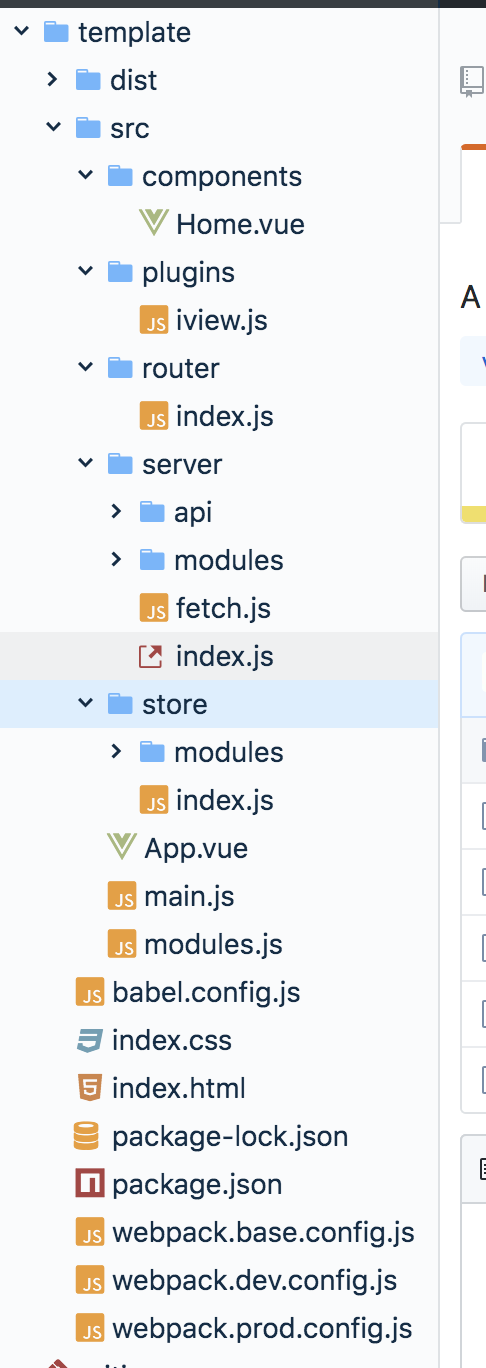 template
dist
src
components
Home.vue
plugins
iview.js
router
index.js
server
api
modules
fetch.js
index.js
store
modules
index.js
App.vue
main.js
modules.js
babel.config.js
index.css
index.html
package-lock.json
package.json
webpack.base.config.js
webpack.dev.config.js
webpack.prod.config.js
A